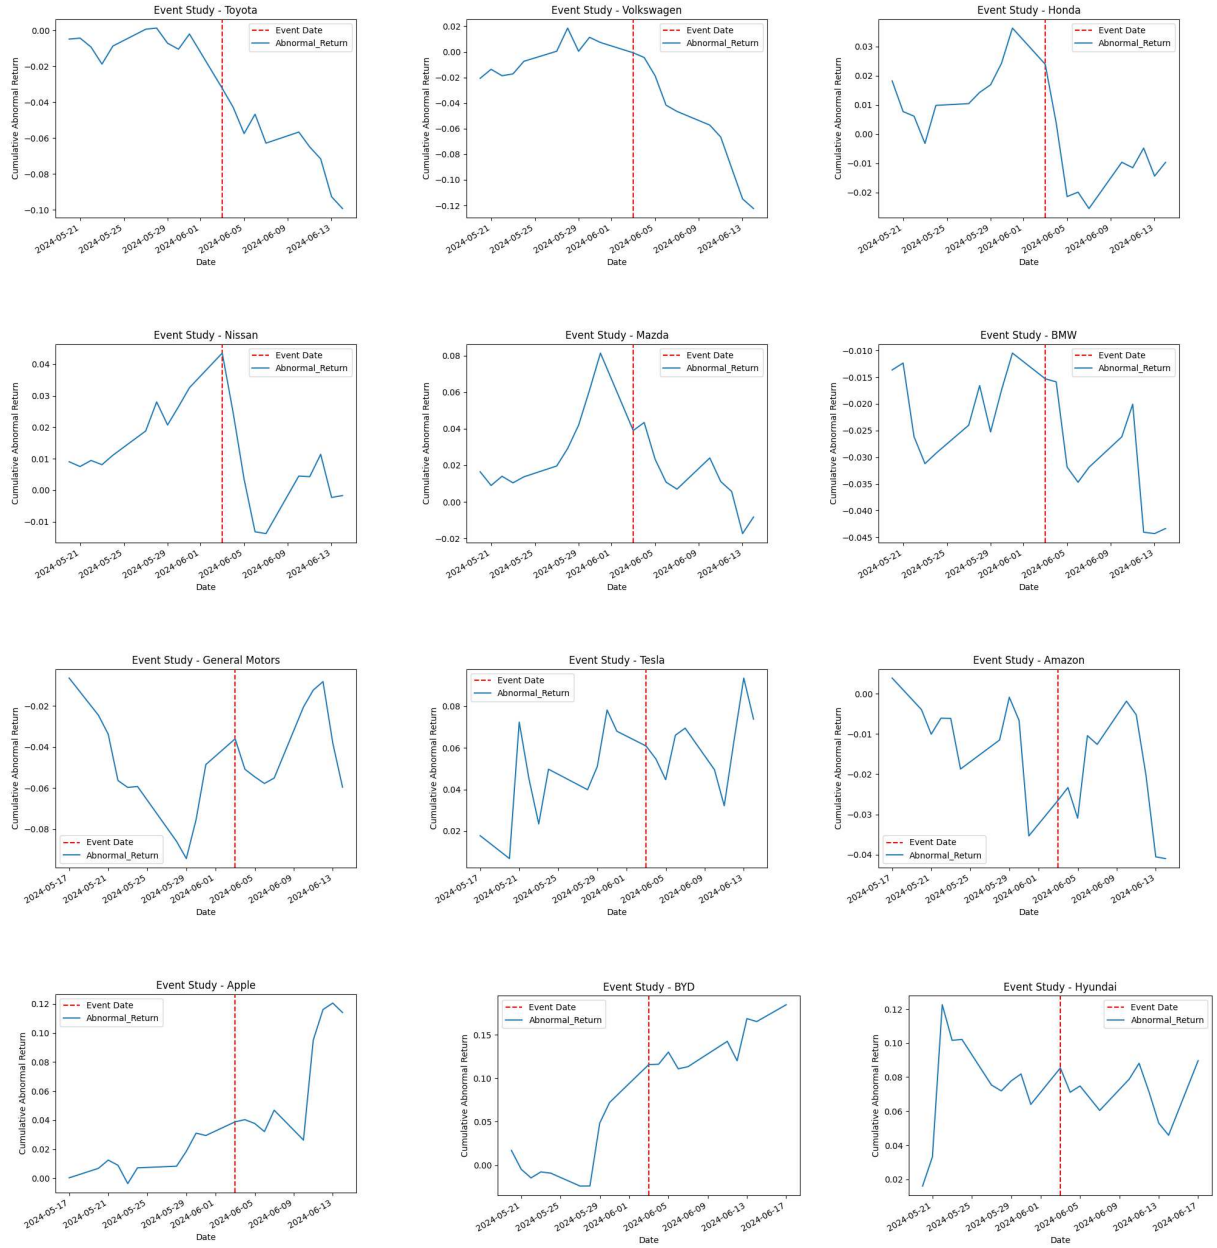 Event Study - Toyota
Event Date
Abnormal_Return
Cumulative Abnormal Return
0.00
−0.02
−0.04
−0.06
−0.08
−0.10
2024-05-21
2024-05-25
2024-05-29
2024-06-01
2024-06-05
2024-06-09
2024-06-13
Date
Event Study - Volkswagen
Event Date
Abnormal_Return
Cumulative Abnormal Return
0.02
0.00
−0.02
−0.04
−0.06
−0.08
−0.10
−0.12
2024-05-21
2024-05-25
2024-05-29
2024-06-01
2024-06-05
2024-06-09
2024-06-13
Date
Event Study - Honda
Event Date
Abnormal_Return
Cumulative Abnormal Return
0.03
0.02
0.01
0.00
−0.01
−0.02
2024-05-21
2024-05-25
2024-05-29
2024-06-01
2024-06-05
2024-06-09
2024-06-13
Date
Event Study - Nissan
Event Date
Abnormal_Return
Cumulative Abnormal Return
0.04
0.03
0.02
0.01
0.00
−0.01
2024-05-21
2024-05-25
2024-05-29
2024-06-01
2024-06-05
2024-06-09
2024-06-13
Date
Event Study - Mazda
Event Date
Abnormal_Return
Cumulative Abnormal Return
0.08
0.06
0.04
0.02
0.00
−0.02
2024-05-21
2024-05-25
2024-05-29
2024-06-01
2024-06-05
2024-06-09
2024-06-13
Date
Event Study - BMW
Event Date
Abnormal_Return
Cumulative Abnormal Return
−0.010
−0.015
−0.020
−0.025
−0.030
−0.035
−0.040
−0.045
2024-05-21
2024-05-25
2024-05-29
2024-06-01
2024-06-05
2024-06-09
2024-06-13
Date
Event Study - General Motors
Cumulative Abnormal Return
−0.02
−0.04
−0.06
−0.08
Event Date
Abnormal_Return
2024-05-17
2024-05-21
2024-05-25
2024-05-29
2024-06-01
2024-06-05
2024-06-09
2024-06-13
Date
Event Study - Tesla
Event Date
Abnormal_Return
Cumulative Abnormal Return
0.08
0.06
0.04
0.02
2024-05-17
2024-05-21
2024-05-25
2024-05-29
2024-06-01
2024-06-05
2024-06-09
2024-06-13
Date
Event Study - Amazon
Cumulative Abnormal Return
0.00
−0.01
−0.02
−0.03
−0.04
Event Date
Abnormal_Return
2024-05-17
2024-05-21
2024-05-25
2024-05-29
2024-06-01
2024-06-05
2024-06-09
2024-06-13
Date
Event Study - Apple
Event Date
Abnormal_Return
Cumulative Abnormal Return
0.12
0.10
0.08
0.06
0.04
0.02
0.00
2024-05-17
2024-05-21
2024-05-25
2024-05-29
2024-06-01
2024-06-05
2024-06-09
2024-06-13
Date
Event Study - BYD
Event Date
Abnormal_Return
Cumulative Abnormal Return
0.15
0.10
0.05
0.00
2024-05-21
2024-05-25
2024-05-29
2024-06-01
2024-06-05
2024-06-09
2024-06-13
2024-06-17
Date
Event Study - Hyundai
Event Date
Abnormal_Return
Cumulative Abnormal Return
0.12
0.10
0.08
0.06
0.04
0.02
2024-05-21
2024-05-25
2024-05-29
2024-06-01
2024-06-05
2024-06-09
2024-06-13
2024-06-17
Date